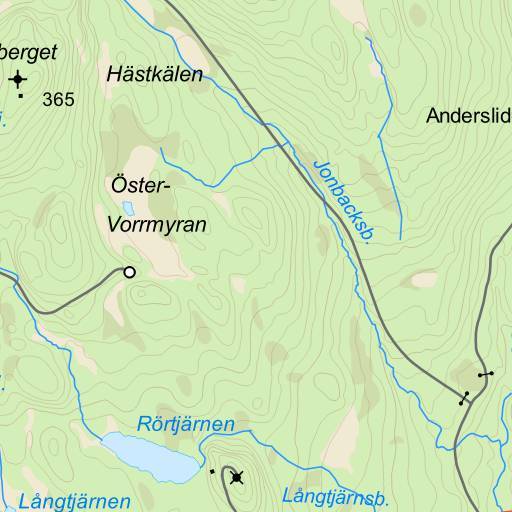 berget
Hästkälen
365
Anderslid
Jonbacksb.
Öster-
Vorrmyran
Rörtjärnen
Långtjärnen
Långtjärnsb.